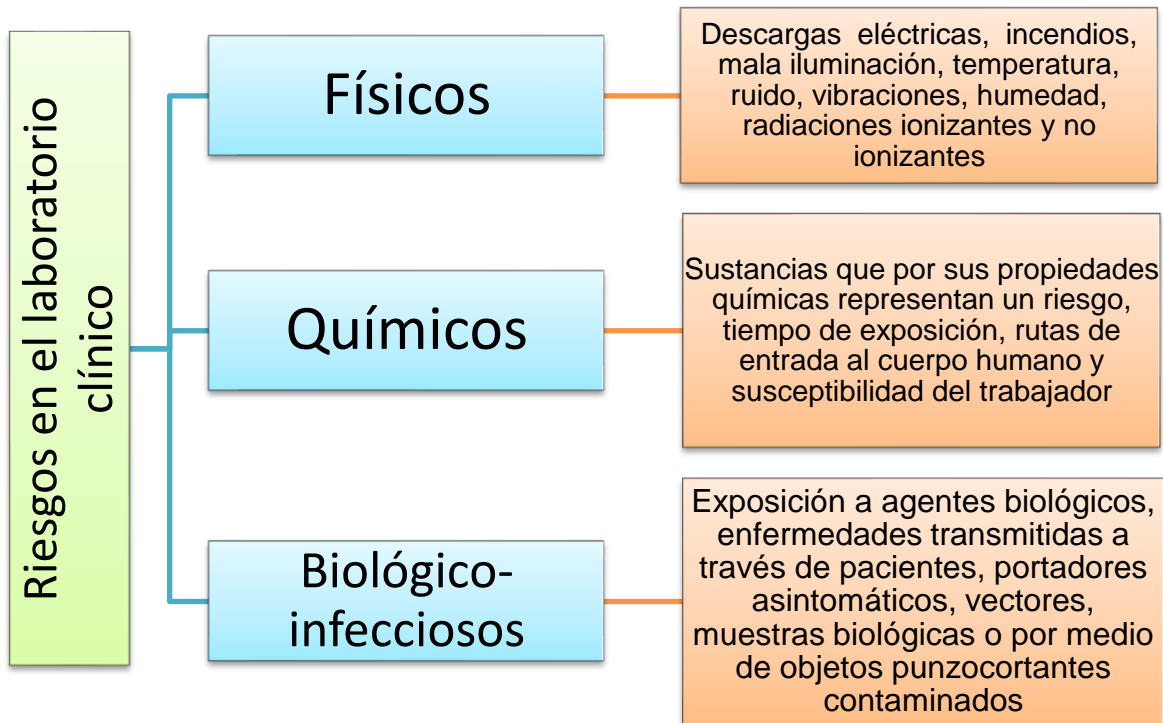 Riesgos en el laboratorio
clínico
Físicos
Descargas eléctricas, incendios,
mala iluminación, temperatura,
ruido, vibraciones, humedad,
radiaciones ionizantes y no
ionizantes
Químicos
Sustancias que por sus propiedades
químicas representan un riesgo,
tiempo de exposición, rutas de
entrada al cuerpo humano y
susceptibilidad del trabajador
Biológico-
infecciosos
Exposición a agentes biológicos,
enfermedades transmitidas a
través de pacientes, portadores
asintomáticos, vectores,
muestras biológicas o por medio
de objetos punzocortantes
contaminados